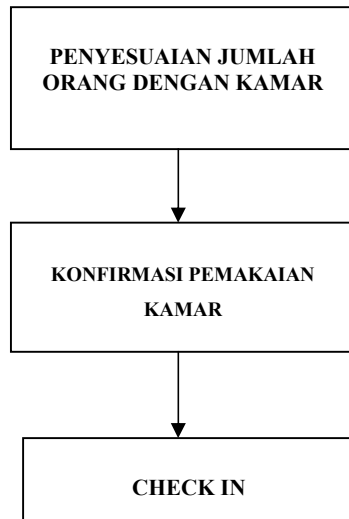 PENYESUAIAN JUMLAH
ORANG DENGAN KAMAR
KONFIRMASI PEMAKAIAN
KAMAR
CHECK IN